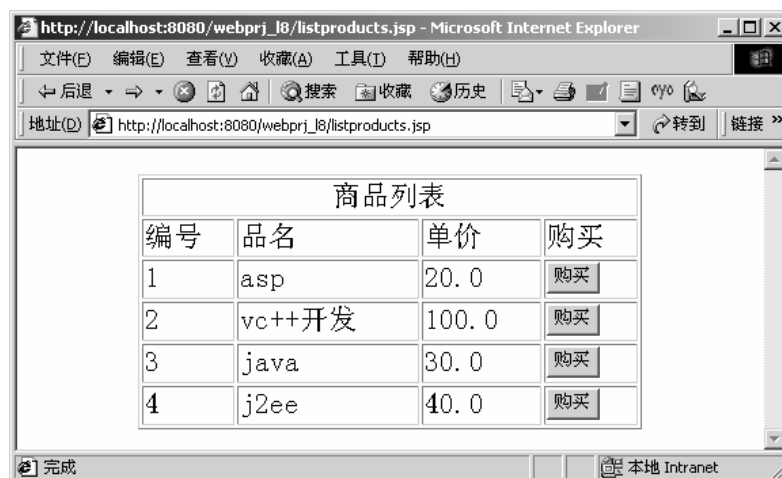 http://localhost:8080/webprj_l8/listproducts.jsp - Microsoft Internet Explorer
文件(F) 编辑(E) 查看(V) 收藏(A) 工具(T) 帮助(H)
后退 搜索 收藏 历史
地址(D) http://localhost:8080/webprj_l8/listproducts.jsp 转到 链接 »
商品列表
编号 品名 单价 购买
1 asp 20.0 购买
2 vc++开发 100.0 购买
3 java 30.0 购买
4 j2ee 40.0 购买
完成 本地 Intranet